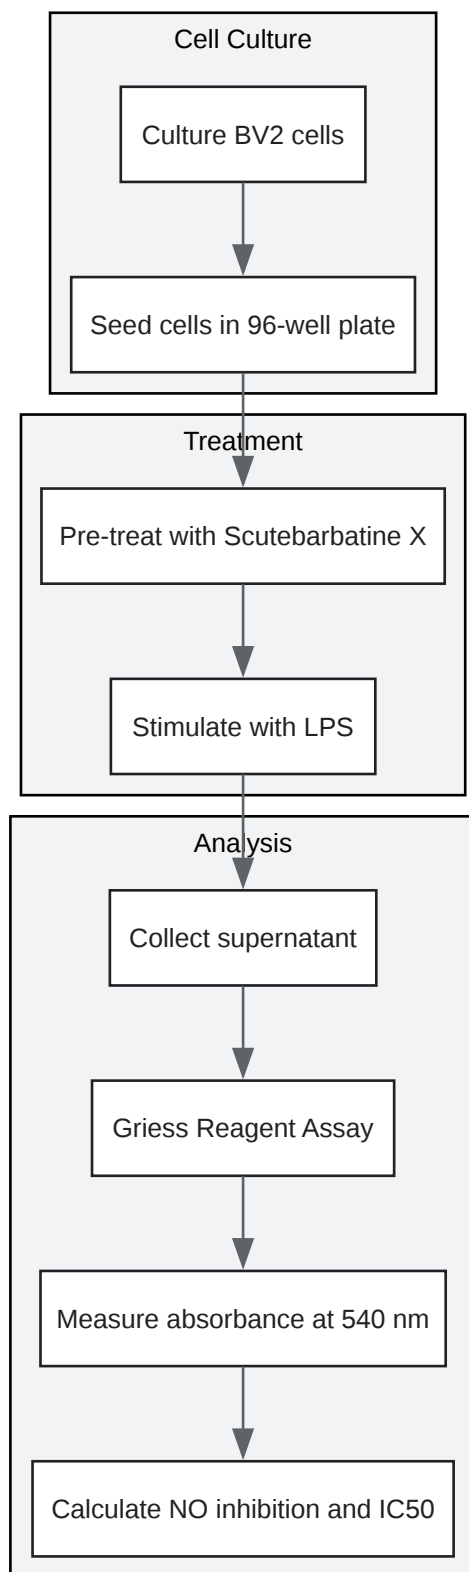 Cell Culture
Culture BV2 cells
Seed cells in 96-well plate
Treatment
Pre-treat with Scutebarbatine X
Stimulate with LPS
Analysis
Collect supernatant
Griess Reagent Assay
Measure absorbance at 540 nm
Calculate NO inhibition and IC50